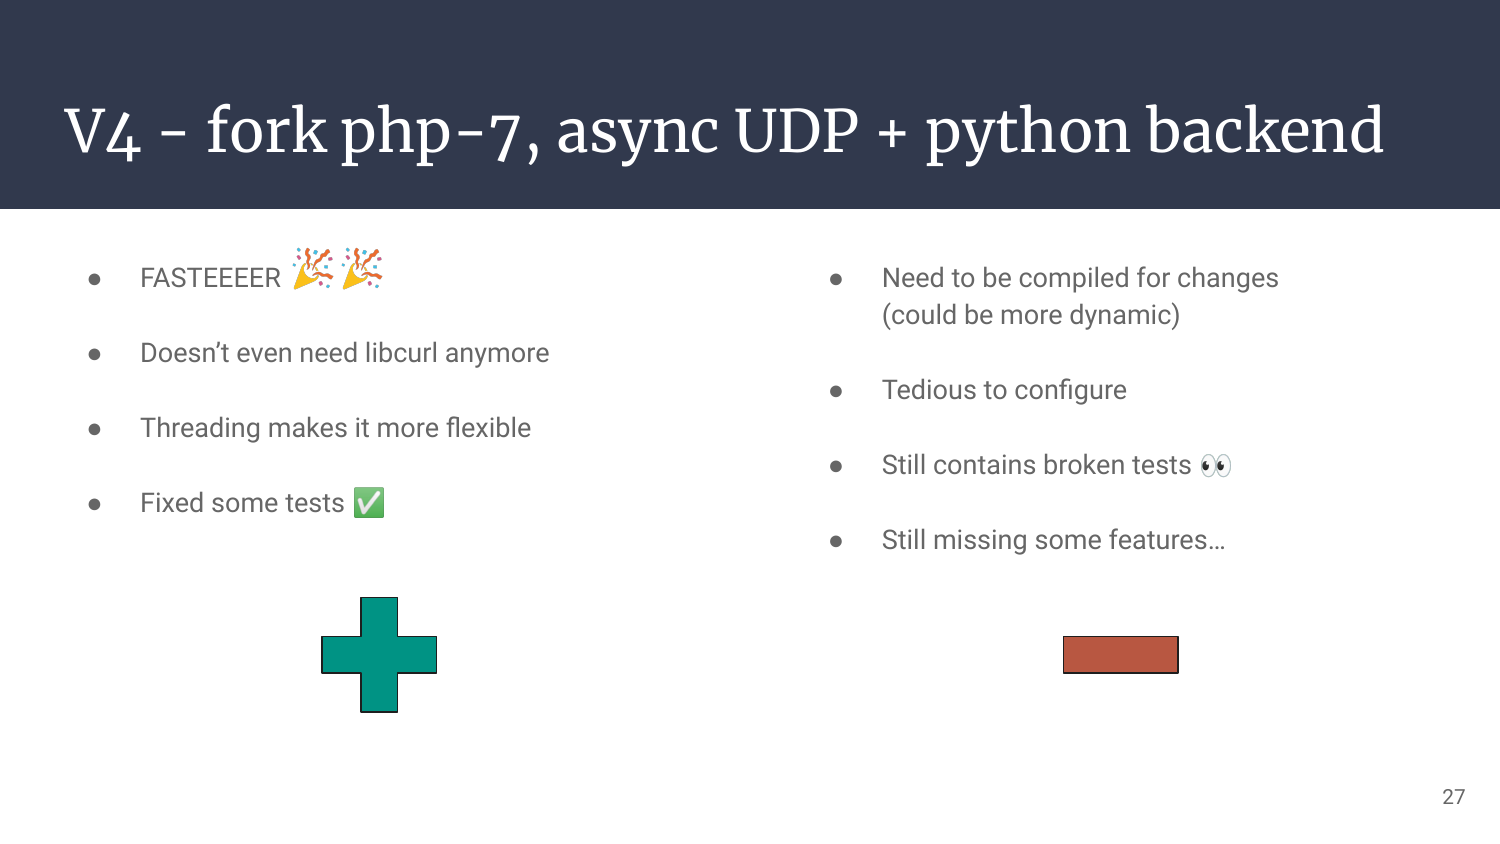 V4 - fork php-7, async UDP + python backend
● FASTEEEER 🎉🎉
● Doesn’t even need libcurl anymore
● Threading makes it more flexible
● Fixed some tests ✅
● Need to be compiled for changes
(could be more dynamic)
● Tedious to configure
● Still contains broken tests 👀
● Still missing some features…
27